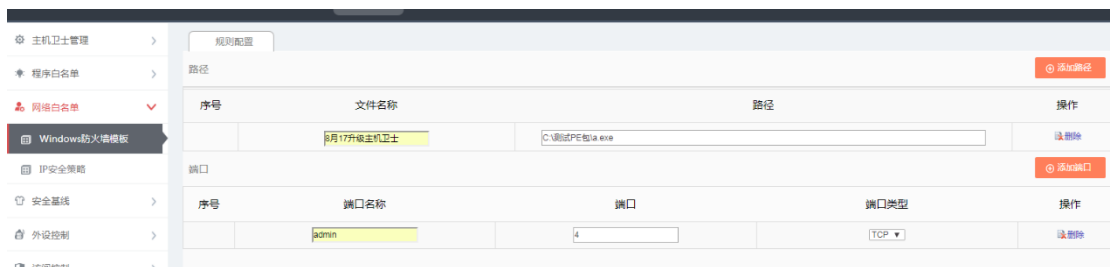 主机卫士管理
程序白名单
网络白名单
Windows防火墙模板
IP安全策略
安全基线
外设控制
规则配置
路径
添加路径
序号 文件名称 路径 操作
8月17升级主机卫士 C:\测试PE包\a.exe 删除
端口
添加端口
序号 端口名称 端口 端口类型 操作
admin 4 TCP 删除